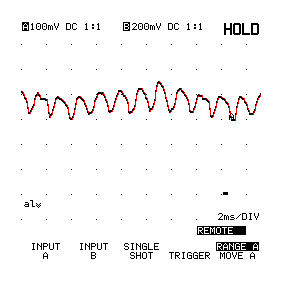 A 100mV DC 1:1 B 200mV DC 1:1 HOLD
2ms/DIV
REMOTE
INPUT INPUT SINGLE RANGE A
A B SHOT TRIGGER MOVE A